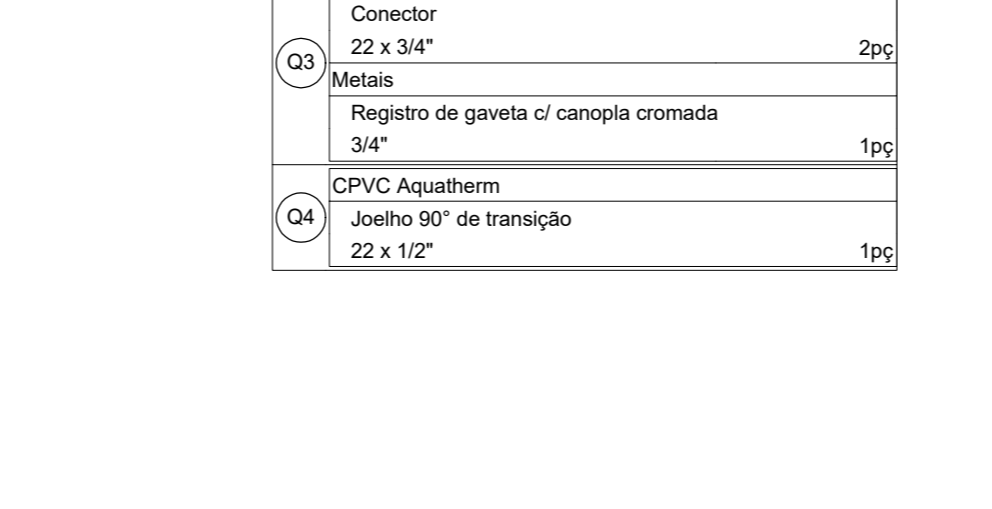 Conector
22 x 3/4" 2pç
Q3
Metais
Registro de gaveta c/ canopla cromada
3/4" 1pç
CPVC Aquatherm
Q4
Joelho 90° de transição
22 x 1/2" 1pç